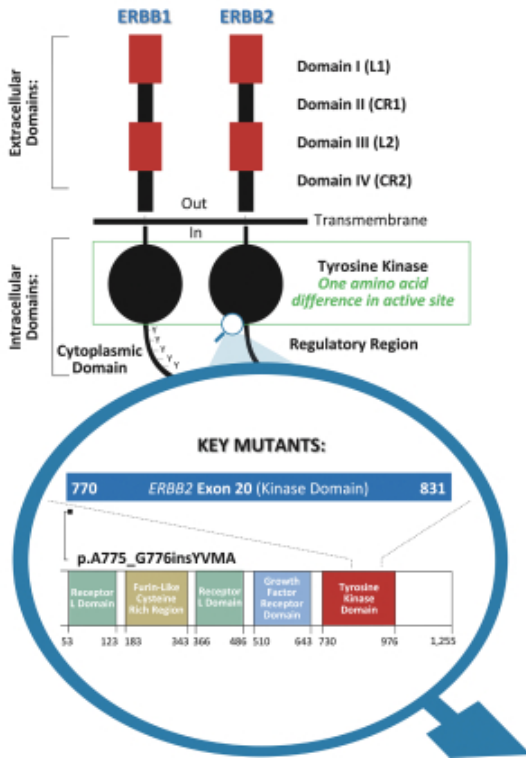 ERBB1 ERBB2
Extracellular
Domains:
Domain I (L1)
Domain II (CR1)
Domain III (L2)
Domain IV (CR2)
Out
Transmembrane
In
Intracellular
Domains:
Tyrosine Kinase
One amino acid
difference in active site
Y
Y
Y
Y
Y
Cytoplasmic
Domain
Regulatory Region
KEY MUTANTS:
770 ERBB2 Exon 20 (Kinase Domain) 831
p.A775_G776insYVMA
Receptor
L Domain
Furin-Like
Cysteine
Rich Region
Receptor
L Domain
Growth
Factor
Receptor
Domain
Tyrosine
Kinase
Domain
53 123 183 343 366 486 510 643 730 976 1,255